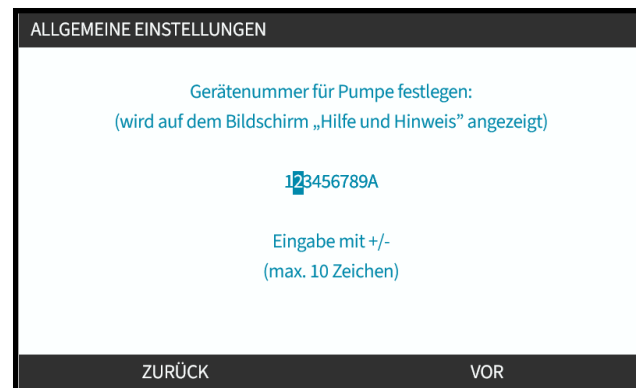 ALLGEMEINE EINSTELLUNGEN
Gerätenummer für Pumpe festlegen:
(wird auf dem Bildschirm „Hilfe und Hinweis” angezeigt)
123456789A
Eingabe mit +/-
(max. 10 Zeichen)
ZURÜCK VOR